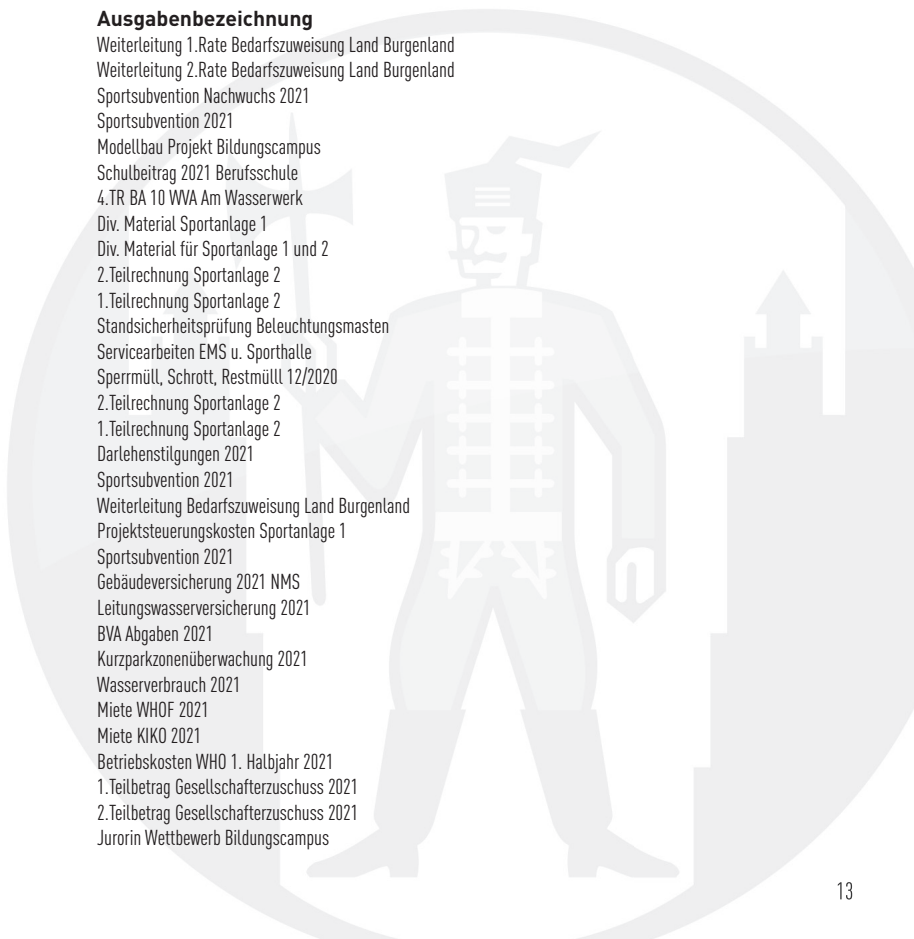 Ausgabenbezeichnung
Weiterleitung 1.Rate Bedarfszuweisung Land Burgenland
Weiterleitung 2.Rate Bedarfszuweisung Land Burgenland
Sportsubvention Nachwuchs 2021
Sportsubvention 2021
Modellbau Projekt Bildungscampus
Schulbeitrag 2021 Berufsschule
4.TR BA 10 WVA Am Wasserwerk
Div. Material Sportanlage 1
Div. Material für Sportanlage 1 und 2
2.Teilrechnung Sportanlage 2
1.Teilrechnung Sportanlage 2
Standsicherheitsprüfung Beleuchtungsmasten
Servicearbeiten EMS u. Sporthalle
Sperrmüll, Schrott, Restmülll 12/2020
2.Teilrechnung Sportanlage 2
1.Teilrechnung Sportanlage 2
Darlehenstilgungen 2021
Sportsubvention 2021
Weiterleitung Bedarfszuweisung Land Burgenland
Projektsteuerungskosten Sportanlage 1
Sportsubvention 2021
Gebäudeversicherung 2021 NMS
Leitungswasserversicherung 2021
BVA Abgaben 2021
Kurzparkzonenüberwachung 2021
Wasserverbrauch 2021
Miete WHOF 2021
Miete KIKO 2021
Betriebskosten WHO 1. Halbjahr 2021
1.Teilbetrag Gesellschafterzuschuss 2021
2.Teilbetrag Gesellschafterzuschuss 2021
Jurorin Wettbewerb Bildungscampus
13